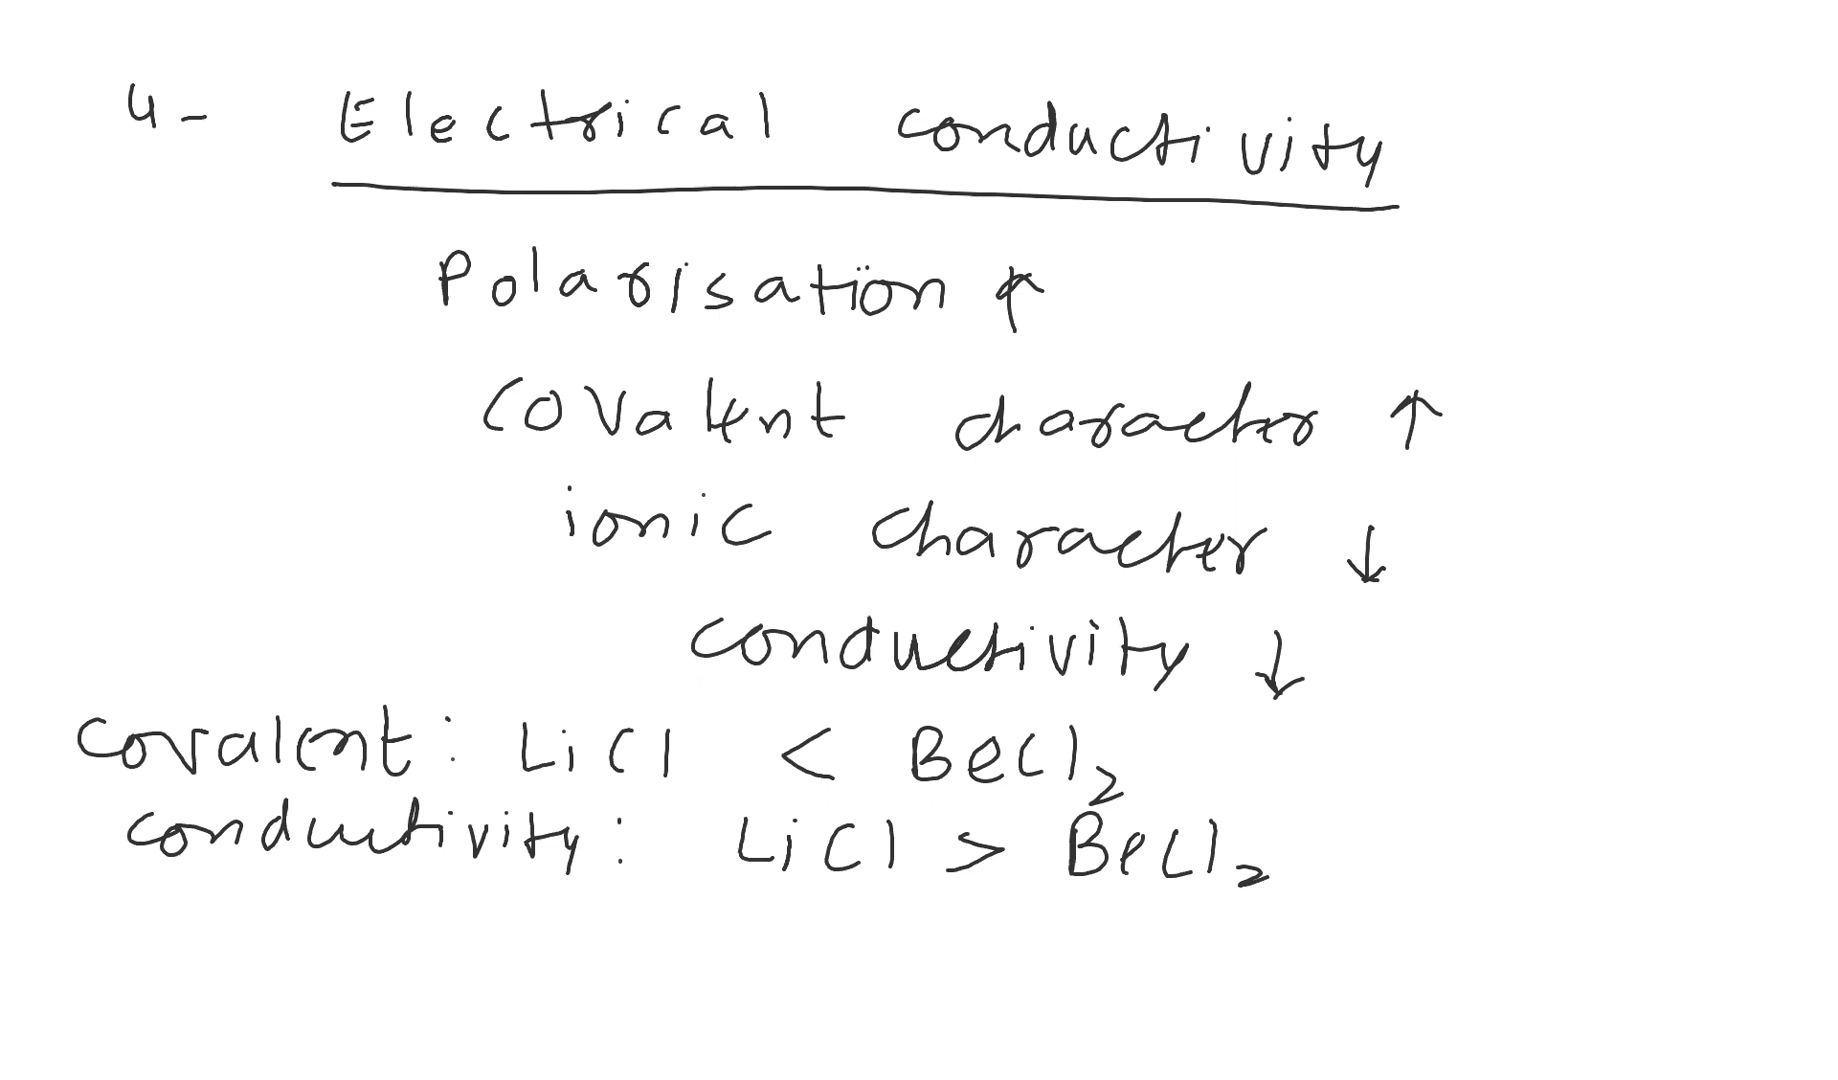 4- Electrical conductivity
Polarisation ↑
covalent character ↑
ionic character ↓
conductivity ↓
covalent: LiCl < BeCl₂
conductivity: LiCl > BeCl₂